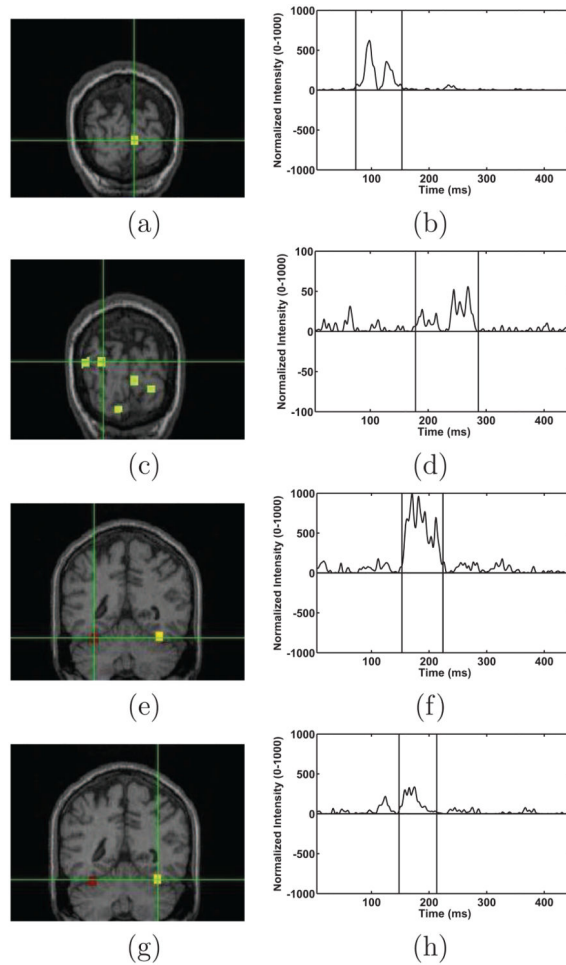 1000
500
0
-500
-1000
Normalized Intensity (0-1000)
100 200 300 400
Time (ms)
(a)
(b)
100
50
0
-50
-100
Normalized Intensity (0-1000)
100 200 300 400
Time (ms)
(c)
(d)
1000
500
0
-500
-1000
Normalized Intensity (0-1000)
100 200 300 400
Time (ms)
(e)
(f)
1000
500
0
-500
-1000
Normalized Intensity (0-1000)
100 200 300 400
Time (ms)
(g)
(h)